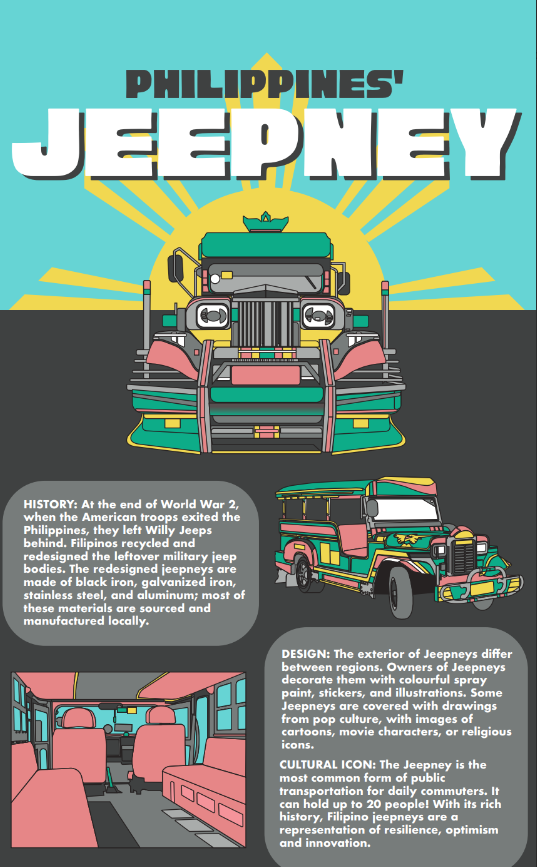 PHILIPPINES'
JEEPNEY
HISTORY: At the end of World War 2,
when the American troops exited the
Philippines, they left Willy Jeeps
behind. Filipinos recycled and
redesigned the leftover military jeep
bodies. The redesigned jeepneys are
made of black iron, galvanized iron,
stainless steel, and aluminum; most of
these materials are sourced and
manufactured locally.
DESIGN: The exterior of Jeepneys differ
between regions. Owners of Jeepneys
decorate them with colourful spray
paint, stickers, and illustrations. Some
Jeepneys are covered with drawings
from pop culture, with images of
cartoons, movie characters, or religious
icons.
CULTURAL ICON: The Jeepney is the
most common form of public
transportation for daily commuters. It
can hold up to 20 people! With its rich
history, Filipino jeepneys are a
representation of resilience, optimism
and innovation.